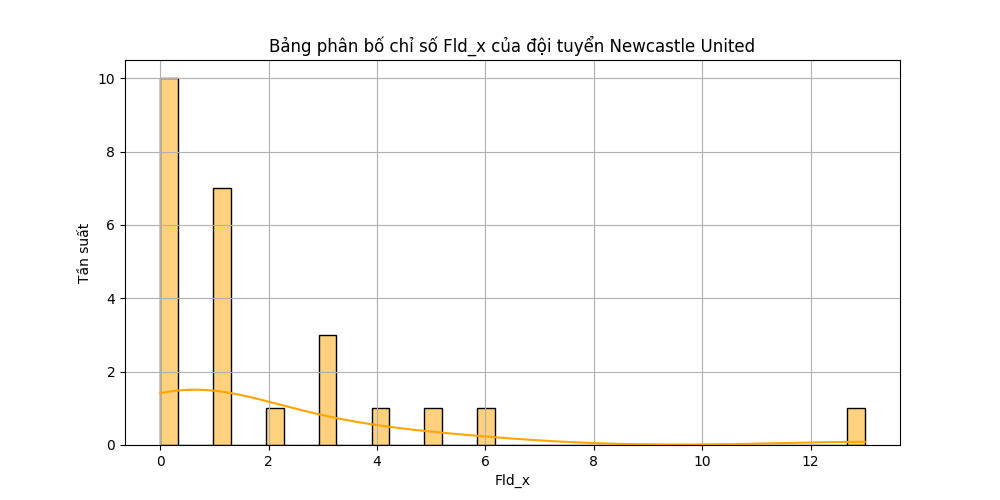 Bảng phân bố chỉ số Fld_x của đội tuyển Newcastle United
Tần suất
10
8
6
4
2
0
0 2 4 6 8 10 12
Fld_x